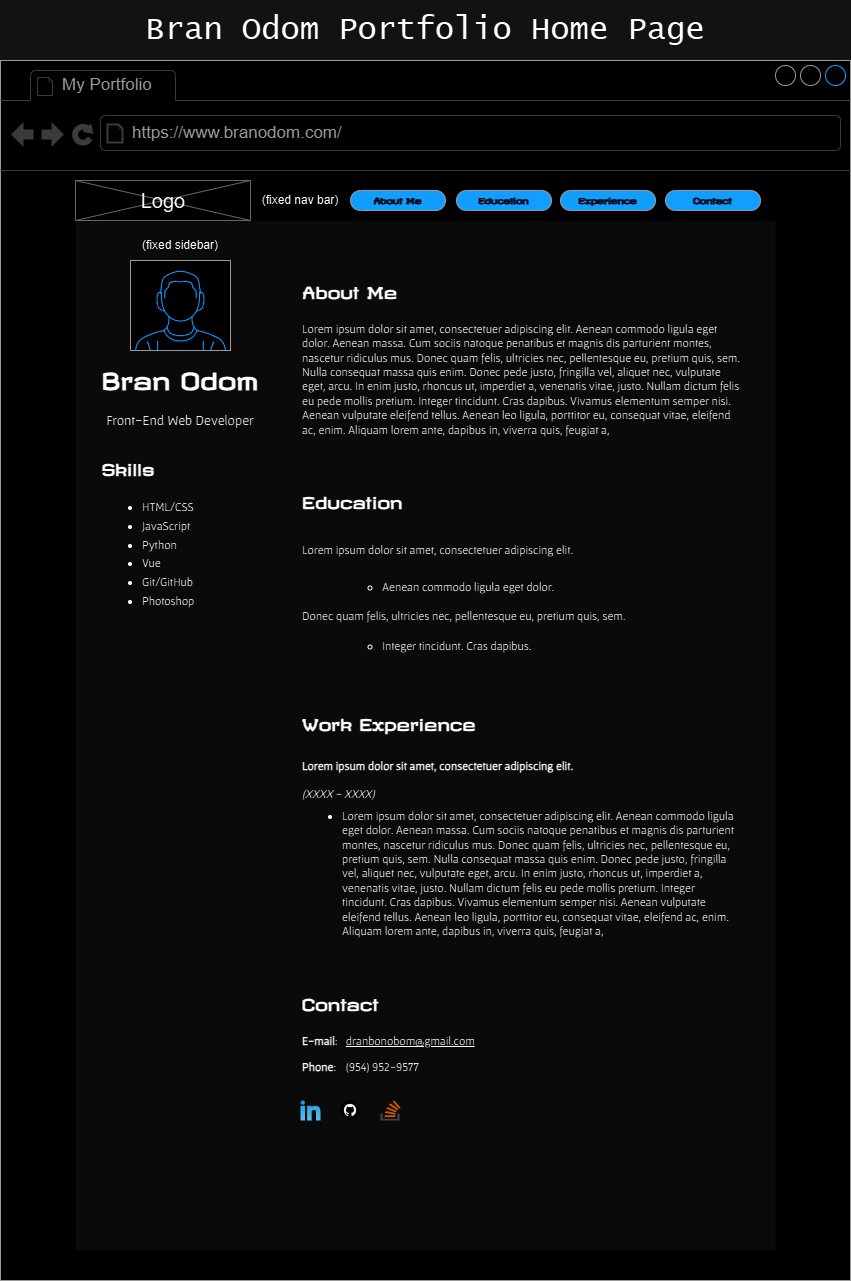 Bran Odom Portfolio Home Page
My Portfolio
https://www.branodom.com/
Logo
(fixed nav bar)
About Me
Education
Experience
Contact
(fixed sidebar)
Bran Odom
Front-End Web Developer
Skills
• HTML/CSS
• JavaScript
• Python
• Vue
• Git/GitHub
• Photoshop
About Me
Lorem ipsum dolor sit amet, consectetuer adipiscing elit. Aenean commodo ligula eget
dolor. Aenean massa. Cum sociis natoque penatibus et magnis dis parturient montes,
nascetur ridiculus mus. Donec quam felis, ultricies nec, pellentesque eu, pretium quis, sem.
Nulla consequat massa quis enim. Donec pede justo, fringilla vel, aliquet nec, vulputate
eget, arcu. In enim justo, rhoncus ut, imperdiet a, venenatis vitae, justo. Nullam dictum felis
eu pede mollis pretium. Integer tincidunt. Cras dapibus. Vivamus elementum semper nisi.
Aenean vulputate eleifend tellus. Aenean leo ligula, porttitor eu, consequat vitae, eleifend
ac, enim. Aliquam lorem ante, dapibus in, viverra quis, feugiat a,
Education
Lorem ipsum dolor sit amet, consectetuer adipiscing elit.
◦ Aenean commodo ligula eget dolor.
Donec quam felis, ultricies nec, pellentesque eu, pretium quis, sem.
◦ Integer tincidunt. Cras dapibus.
Work Experience
Lorem ipsum dolor sit amet, consectetuer adipiscing elit.
(XXXX - XXXX)
• Lorem ipsum dolor sit amet, consectetuer adipiscing elit. Aenean commodo ligula
eget dolor. Aenean massa. Cum sociis natoque penatibus et magnis dis parturient
montes, nascetur ridiculus mus. Donec quam felis, ultricies nec, pellentesque eu,
pretium quis, sem. Nulla consequat massa quis enim. Donec pede justo, fringilla
vel, aliquet nec, vulputate eget, arcu. In enim justo, rhoncus ut, imperdiet a,
venenatis vitae, justo. Nullam dictum felis eu pede mollis pretium. Integer
tincidunt. Cras dapibus. Vivamus elementum semper nisi. Aenean vulputate
eleifend tellus. Aenean leo ligula, porttitor eu, consequat vitae, eleifend ac, enim.
Aliquam lorem ante, dapibus in, viverra quis, feugiat a,
Contact
E-mail: dranbonobom@gmail.com
Phone: (954) 952-9577
in